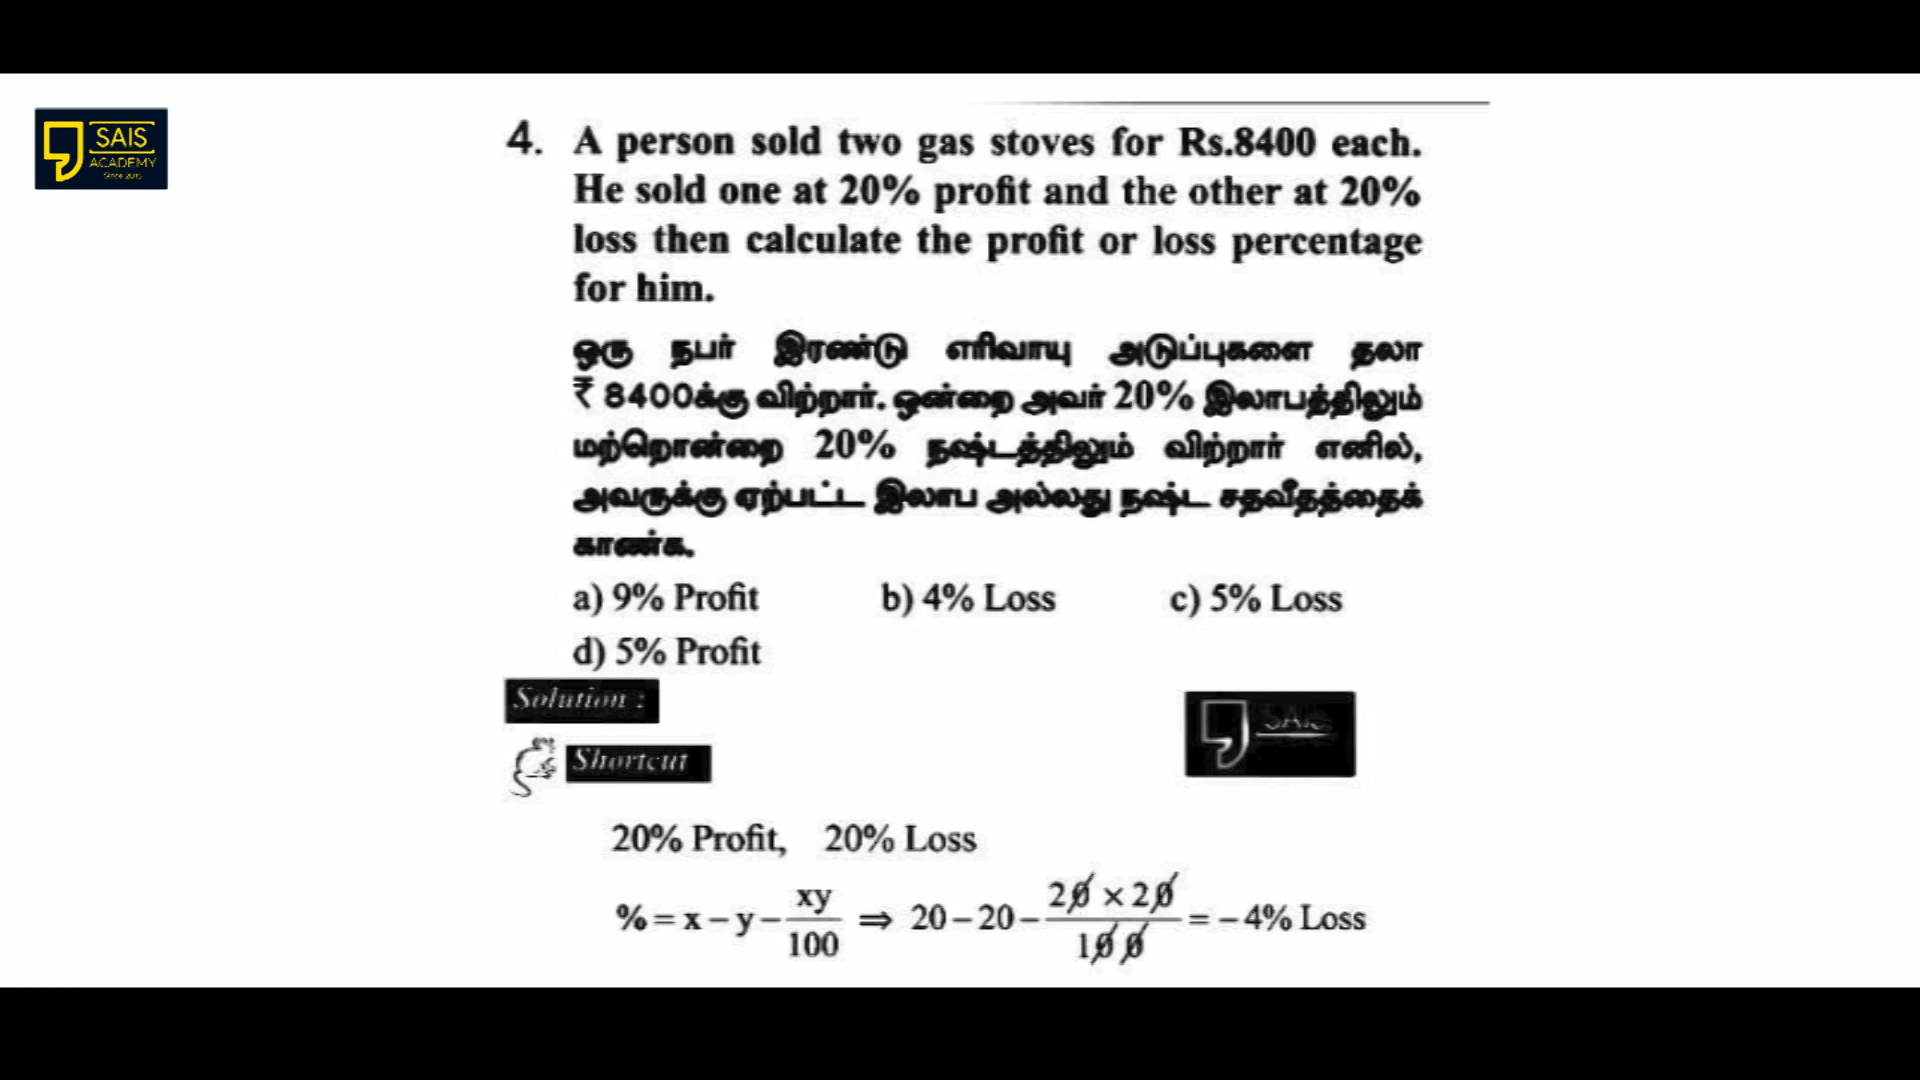 SAIS
ACADEMY
Since 2015
4. A person sold two gas stoves for Rs.8400 each.
He sold one at 20% profit and the other at 20%
loss then calculate the profit or loss percentage
for him.
ஒரு நபர் இரண்டு எரிவாயு அடுப்புகளை தலா
₹ 8400க்கு விற்றார். ஒன்றை அவர் 20% இலாபத்திலும்
மற்றொன்றை 20% நஷ்டத்திலும் விற்றார் எனில்,
அவருக்கு ஏற்பட்ட இலாப அல்லது நஷ்ட சதவீதத்தைக்
காண்க.
a) 9% Profit b) 4% Loss c) 5% Loss
d) 5% Profit
Solution :
SAIS
Shortcut
20% Profit, 20% Loss
% = x – y – xy/100 ⇒ 20 – 20 – 20 × 20/100 = – 4% Loss